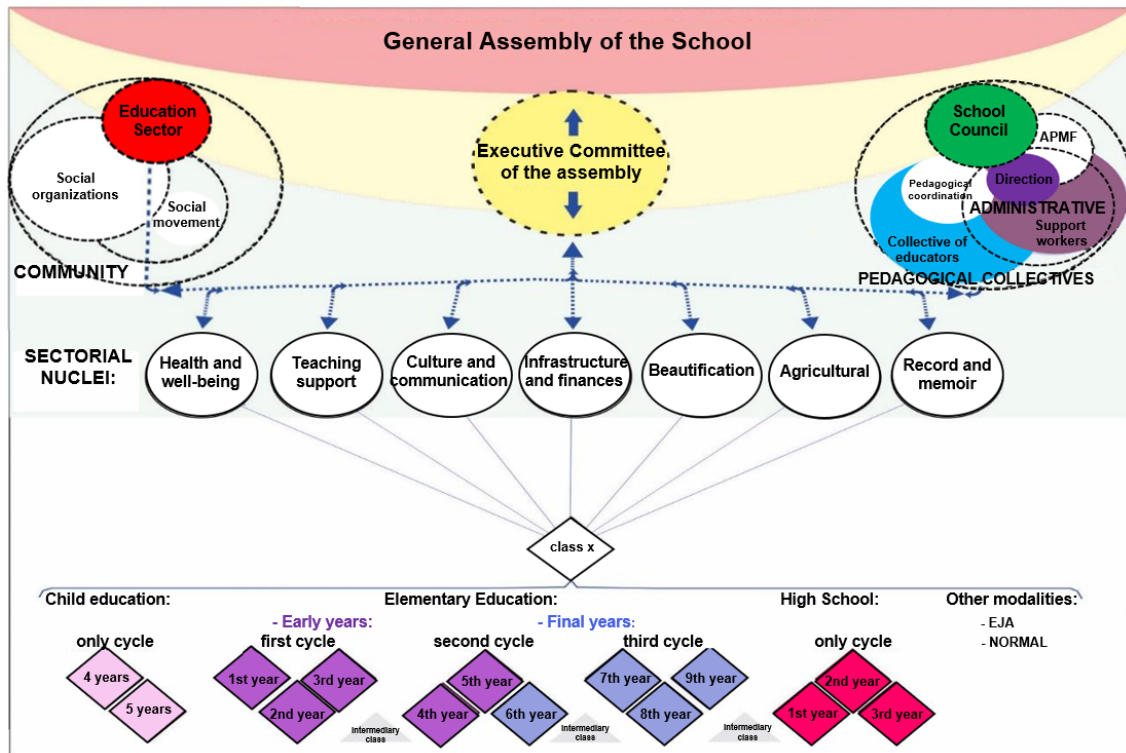 General Assembly of the School
Education
Sector
Social
organizations
Social
movement
COMMUNITY
Executive Committee
of the assembly
School
Council
APMF
Pedagogical
coordination
Direction
ADMINISTRATIVE
Support
workers
Collective of
educators
PEDAGOGICAL COLLECTIVES
SECTORIAL
NUCLEI:
Health and
well-being
Teaching
support
Culture and
communication
Infrastructure
and finances
Beautification
Agricultural
Record and
memoir
class x
Child education:
Elementary Education:
High School:
Other modalities:
- Early years:
- Final years:
- EJA
- NORMAL
only cycle
first cycle
second cycle
third cycle
only cycle
4 years
5 years
1st year
2nd year
3rd year
Intermediary
class
4th year
5th year
6th year
Intermediary
class
7th year
8th year
9th year
Intermediary
class
1st year
2nd year
3rd year